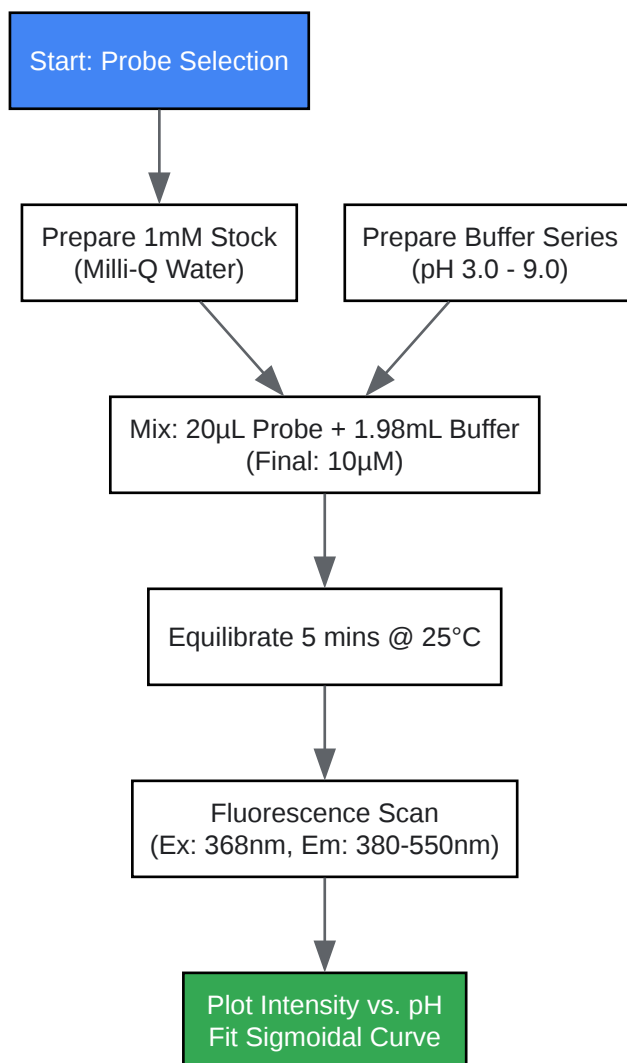 Start: Probe Selection
Prepare 1mM Stock
(Milli-Q Water)
Prepare Buffer Series
(pH 3.0 - 9.0)
Mix: 20µL Probe + 1.98mL Buffer
(Final: 10µM)
Equilibrate 5 mins @ 25°C
Fluorescence Scan
(Ex: 368nm, Em: 380-550nm)
Plot Intensity vs. pH
Fit Sigmoidal Curve